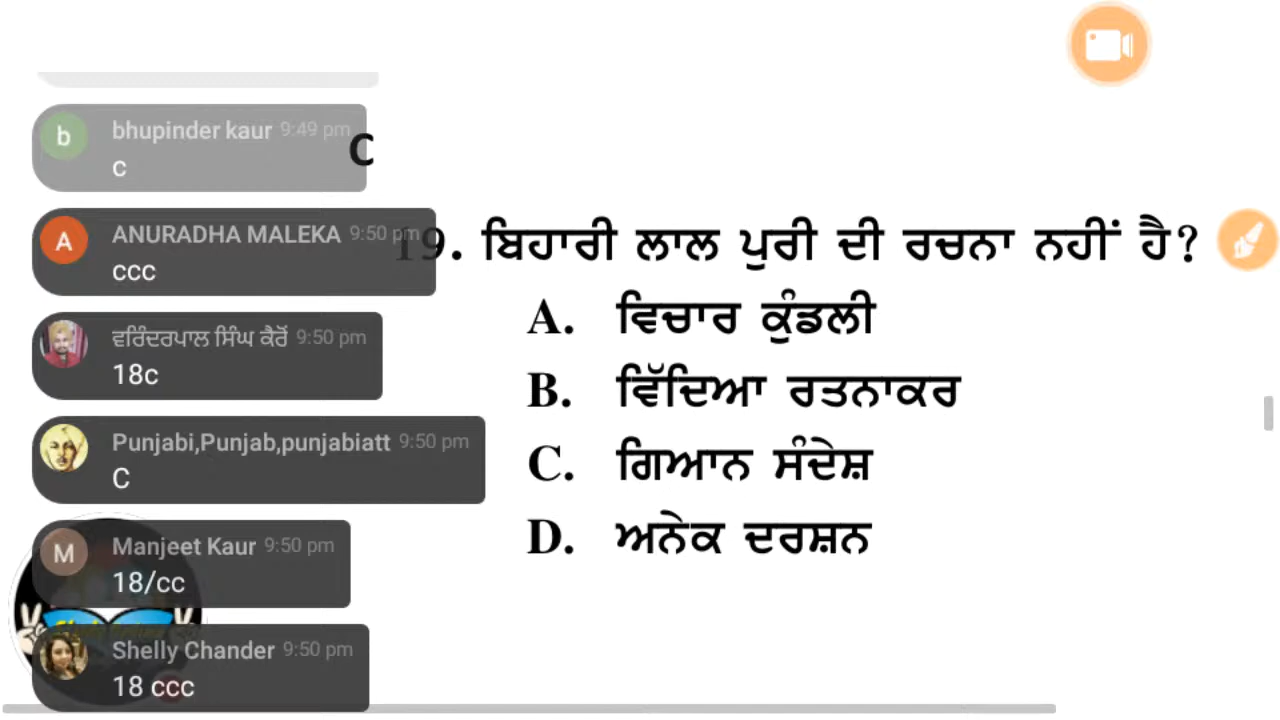 b bhupinder kaur 9:49 pm
c
C
A ANURADHA MALEKA 9:50 pm
ccc
19. ਬਿਹਾਰੀ ਲਾਲ ਪੁਰੀ ਦੀ ਰਚਨਾ ਨਹੀਂ ਹੈ?
ਵਰਿੰਦਰਪਾਲ ਸਿੰਘ ਕੈਰੋਂ 9:50 pm
18c
A. ਵਿਚਾਰ ਕੁੰਡਲੀ
B. ਵਿੱਦਿਆ ਰਤਨਾਕਰ
Punjabi,Punjab,punjabiatt 9:50 pm
C
C. ਗਿਆਨ ਸੰਦੇਸ਼
D. ਅਨੇਕ ਦਰਸ਼ਨ
M Manjeet Kaur 9:50 pm
18/cc
Shelly Chander 9:50 pm
18 ccc